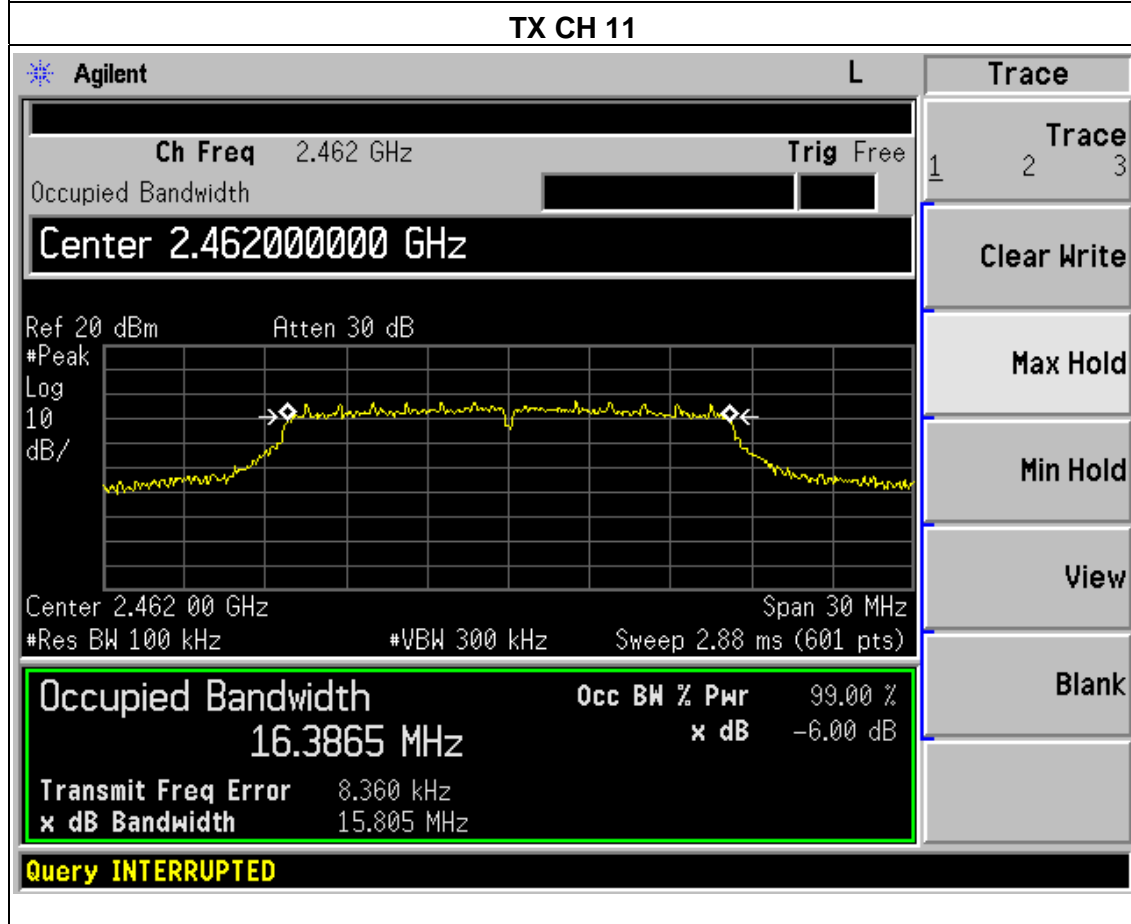 TX CH 11
Agilent L Trace
Ch Freq 2.462 GHz Trig Free
Occupied Bandwidth
Trace
1 2 3
Center 2.462000000 GHz
Clear Write
Ref 20 dBm Atten 30 dB
#Peak
Log
10
dB/
Max Hold
Min Hold
View
Center 2.462 00 GHz Span 30 MHz
#Res BW 100 kHz #VBW 300 kHz Sweep 2.88 ms (601 pts)
Blank
Occupied Bandwidth Occ BW % Pwr 99.00 %
16.3865 MHz x dB -6.00 dB
Transmit Freq Error 8.360 kHz
x dB Bandwidth 15.805 MHz
Query INTERRUPTED